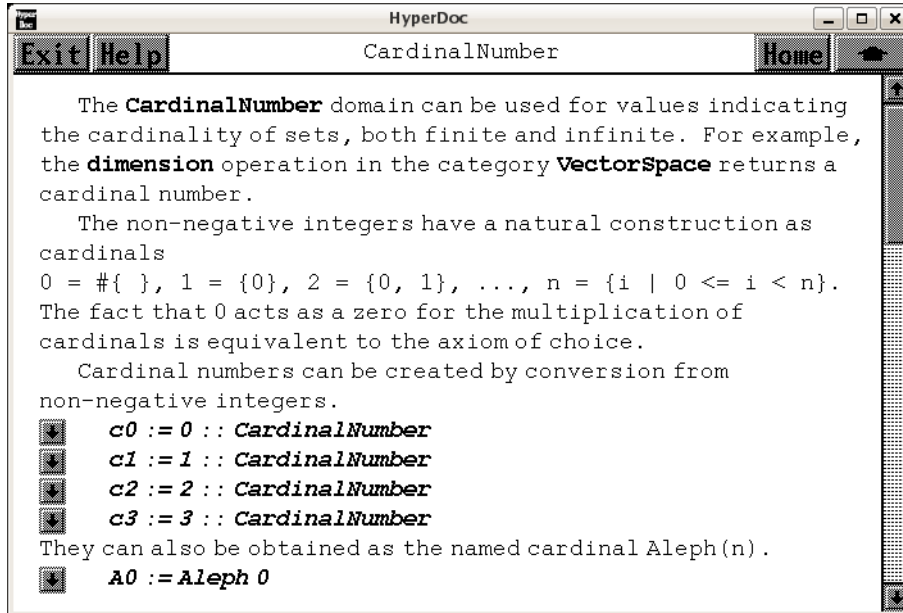 Hyper Doc HyperDoc
Exit Help CardinalNumber Home
The CardinalNumber domain can be used for values indicating
the cardinality of sets, both finite and infinite. For example,
the dimension operation in the category VectorSpace returns a
cardinal number.
The non-negative integers have a natural construction as
cardinals
0 = #{ }, 1 = {0}, 2 = {0, 1}, ..., n = {i | 0 <= i < n}.
The fact that 0 acts as a zero for the multiplication of
cardinals is equivalent to the axiom of choice.
Cardinal numbers can be created by conversion from
non-negative integers.
c0 := 0 :: CardinalNumber
c1 := 1 :: CardinalNumber
c2 := 2 :: CardinalNumber
c3 := 3 :: CardinalNumber
They can also be obtained as the named cardinal Aleph(n).
A0 := Aleph 0